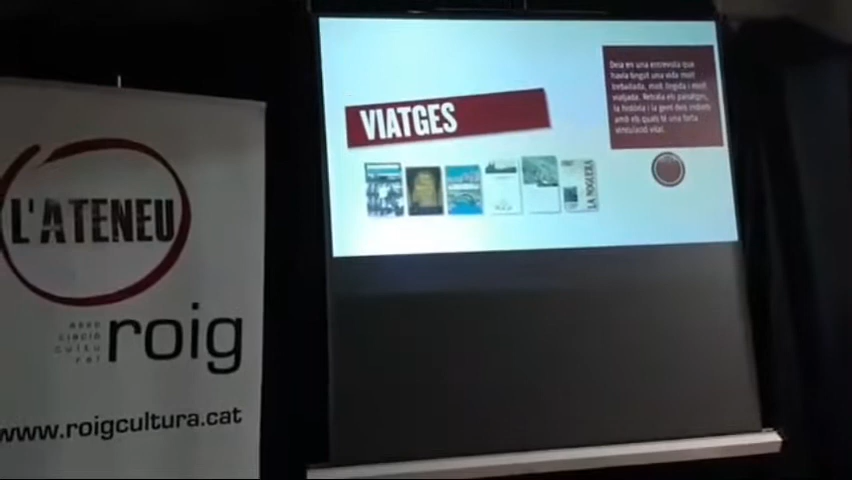 L'ATENEU
asso
ciació
cultu
ral
roig
www.roigcultura.cat
VIATGES
Deia en una entrevista que
havia tingut una vida molt
treballada, molt llegida i molt
viatjada. Retrata els paisatges,
la història i la gent dels indrets
amb els quals té una forta
vinculació vital.
LA NOGUERA